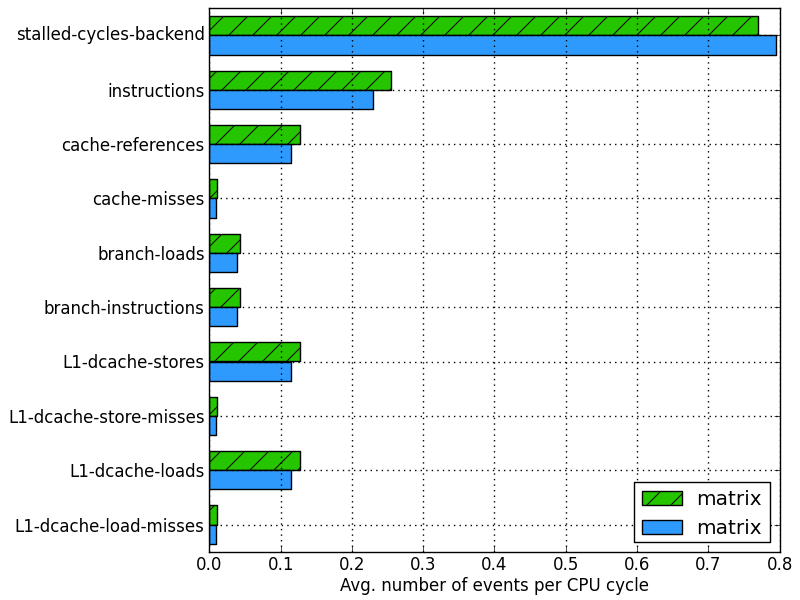 stalled-cycles-backend
instructions
cache-references
cache-misses
branch-loads
branch-instructions
L1-dcache-stores
L1-dcache-store-misses
L1-dcache-loads
L1-dcache-load-misses
matrix
matrix
0.0 0.1 0.2 0.3 0.4 0.5 0.6 0.7 0.8
Avg. number of events per CPU cycle